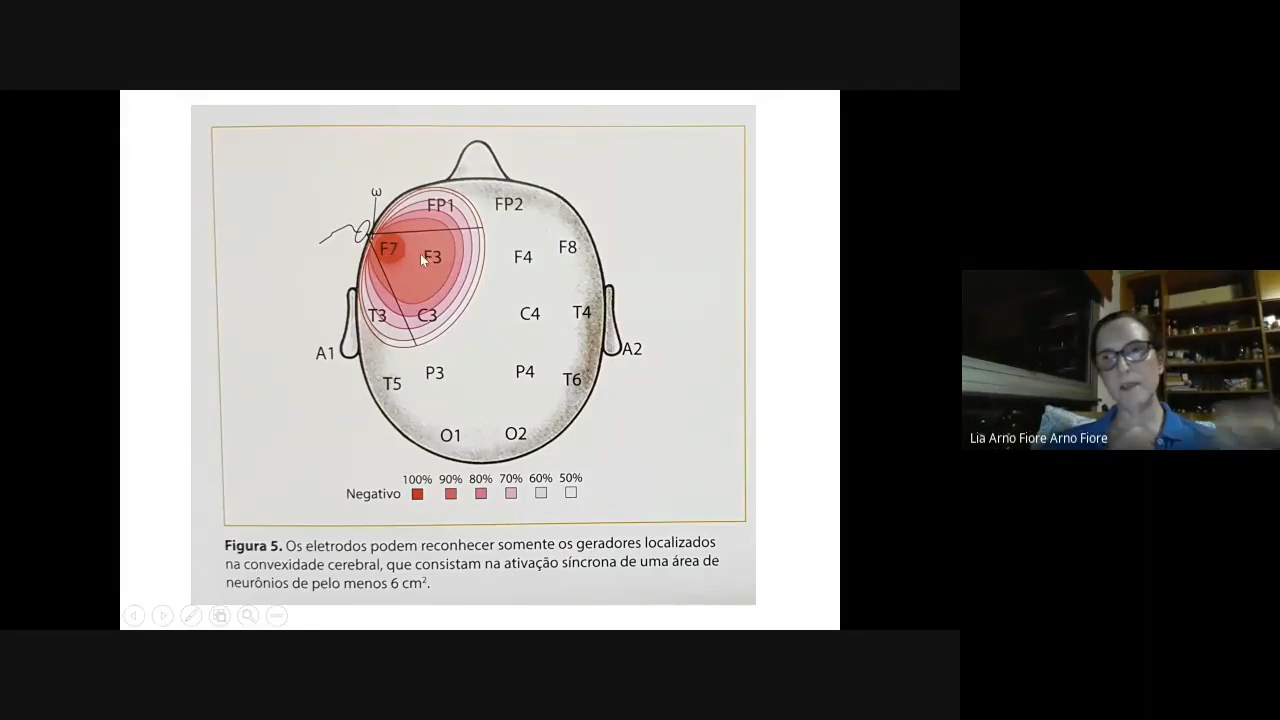 ω
FP1 FP2
F7 F3 F4 F8
T3 C3 C4 T4
A1 A2
T5 P3 P4 T6
O1 O2
100% 90% 80% 70% 60% 50%
Negativo
Figura 5. Os eletrodos podem reconhecer somente os geradores localizados
na convexidade cerebral, que consistam na ativação síncrona de uma área de
neurônios de pelo menos 6 cm².
Lia Arno Fiore Arno Fiore